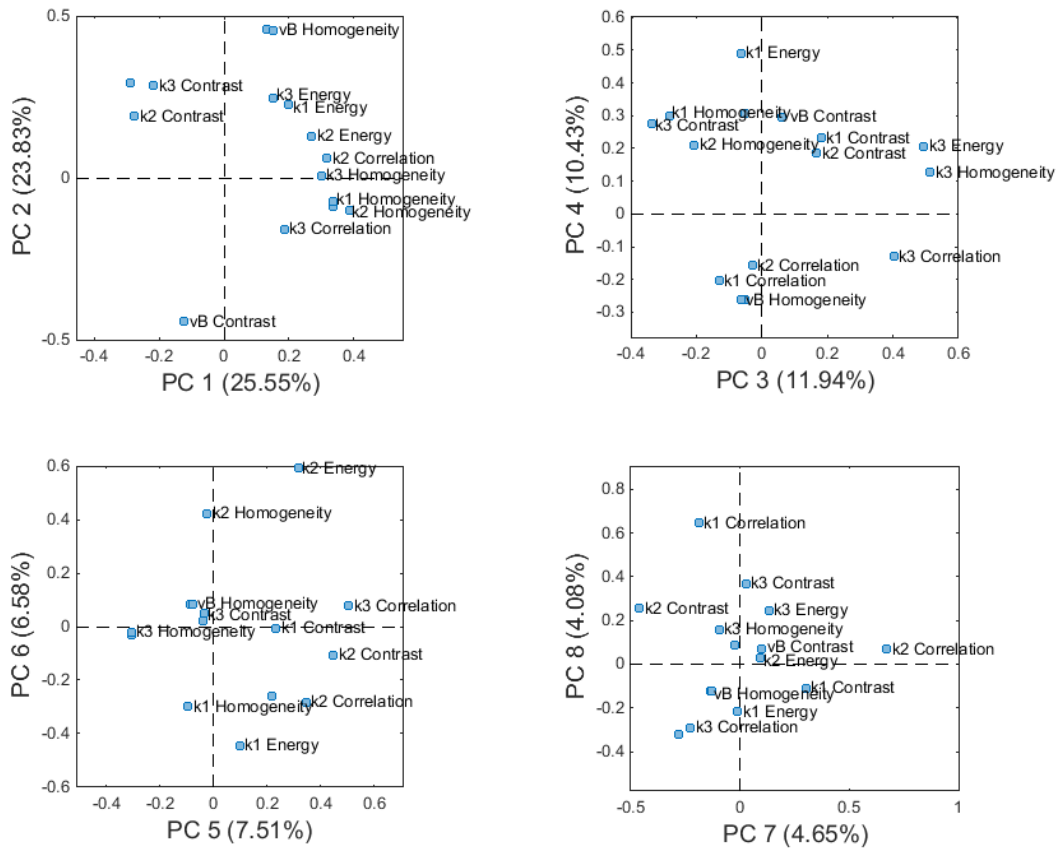 0.5
vB Homogeneity
k3 Contrast
k2 Contrast
k3 Energy
k1 Energy
k2 Energy
k2 Correlation
k3 Homogeneity
k1 Homogeneity
k2 Homogeneity
k3 Correlation
vB Contrast
0
-0.5
-0.4 -0.2 0 0.2 0.4
PC 2 (23.83%)
PC 1 (25.55%)
0.6
0.5
0.4
0.3
0.2
0.1
0
-0.1
-0.2
-0.3
k1 Energy
k1 Homogeneity
vB Contrast
k3 Contrast
k1 Contrast
k2 Homogeneity
k2 Contrast
k3 Energy
k3 Homogeneity
k3 Correlation
k2 Correlation
k1 Correlation
vB Homogeneity
-0.4 -0.2 0 0.2 0.4 0.6
PC 4 (10.43%)
PC 3 (11.94%)
0.6
0.4
0.2
0
-0.2
-0.4
-0.6
k2 Energy
k2 Homogeneity
vB Homogeneity
k3 Contrast
k3 Correlation
k3 Homogeneity
k1 Contrast
k2 Contrast
k1 Homogeneity
k2 Correlation
k1 Energy
-0.4 -0.2 0 0.2 0.4 0.6
PC 6 (6.58%)
PC 5 (7.51%)
0.8
0.6
0.4
0.2
0
-0.2
-0.4
k1 Correlation
k3 Contrast
k2 Contrast
k3 Energy
k3 Homogeneity
vB Contrast
k2 Energy
k2 Correlation
k1 Contrast
vB Homogeneity
k1 Energy
k3 Correlation
-0.5 0 0.5 1
PC 8 (4.08%)
PC 7 (4.65%)